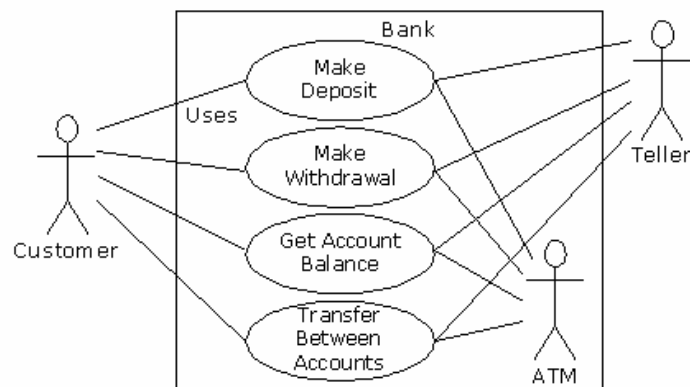 Bank
Make
Deposit
Uses
Teller
Make
Withdrawal
Customer
Get Account
Balance
Transfer
Between
Accounts
ATM